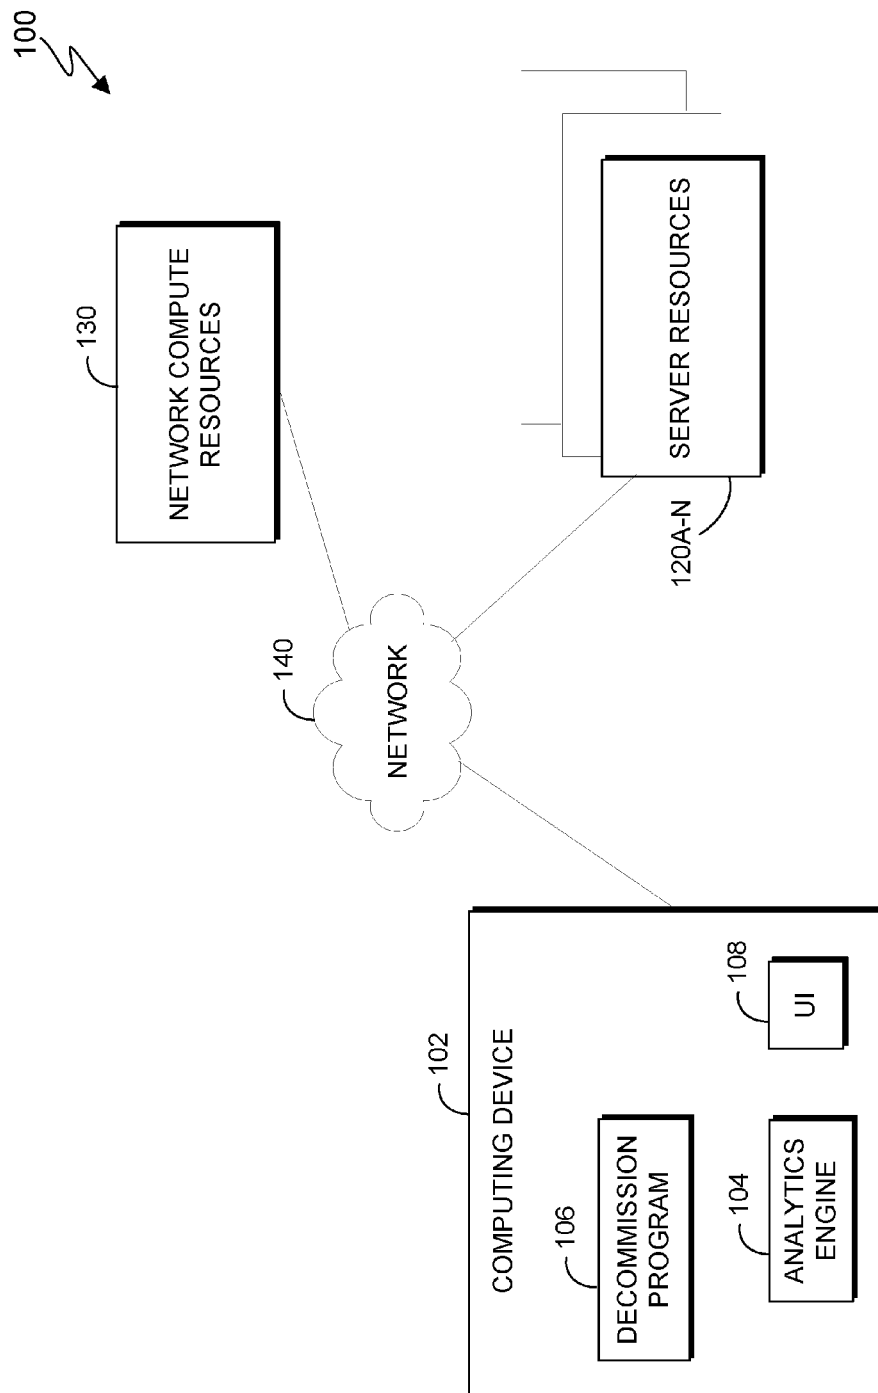 100
130
NETWORK COMPUTE
RESOURCES
140
NETWORK
120A-N
SERVER RESOURCES
102
COMPUTING DEVICE
106
DECOMMISSION
PROGRAM
108
UI
104
ANALYTICS
ENGINE